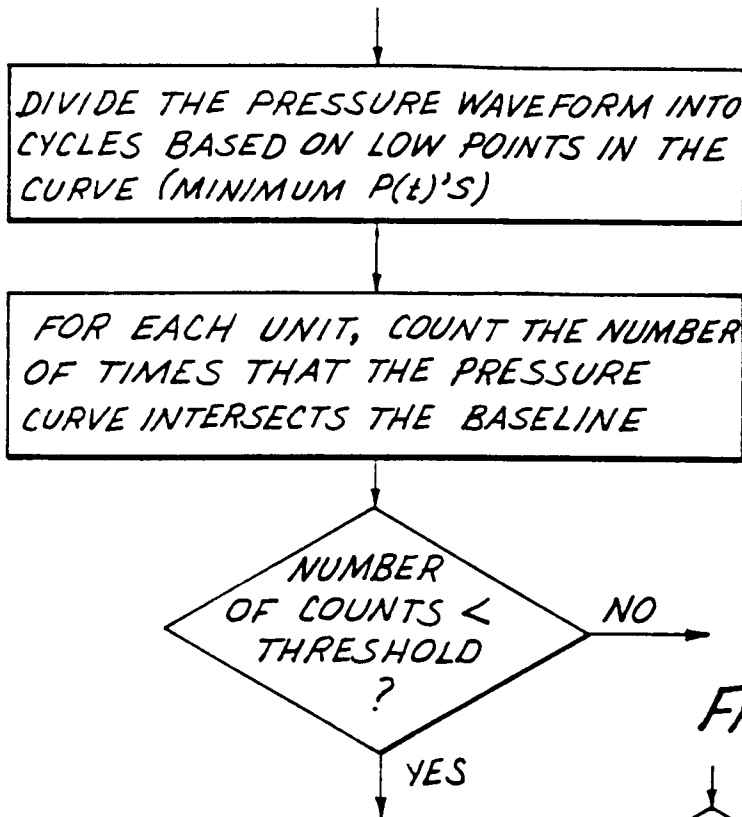 DIVIDE THE PRESSURE WAVEFORM INTO
CYCLES BASED ON LOW POINTS IN THE
CURVE (MINIMUM P(t)'S)
FOR EACH UNIT, COUNT THE NUMBER
OF TIMES THAT THE PRESSURE
CURVE INTERSECTS THE BASELINE
NUMBER
OF COUNTS <
THRESHOLD
?
NO
YES